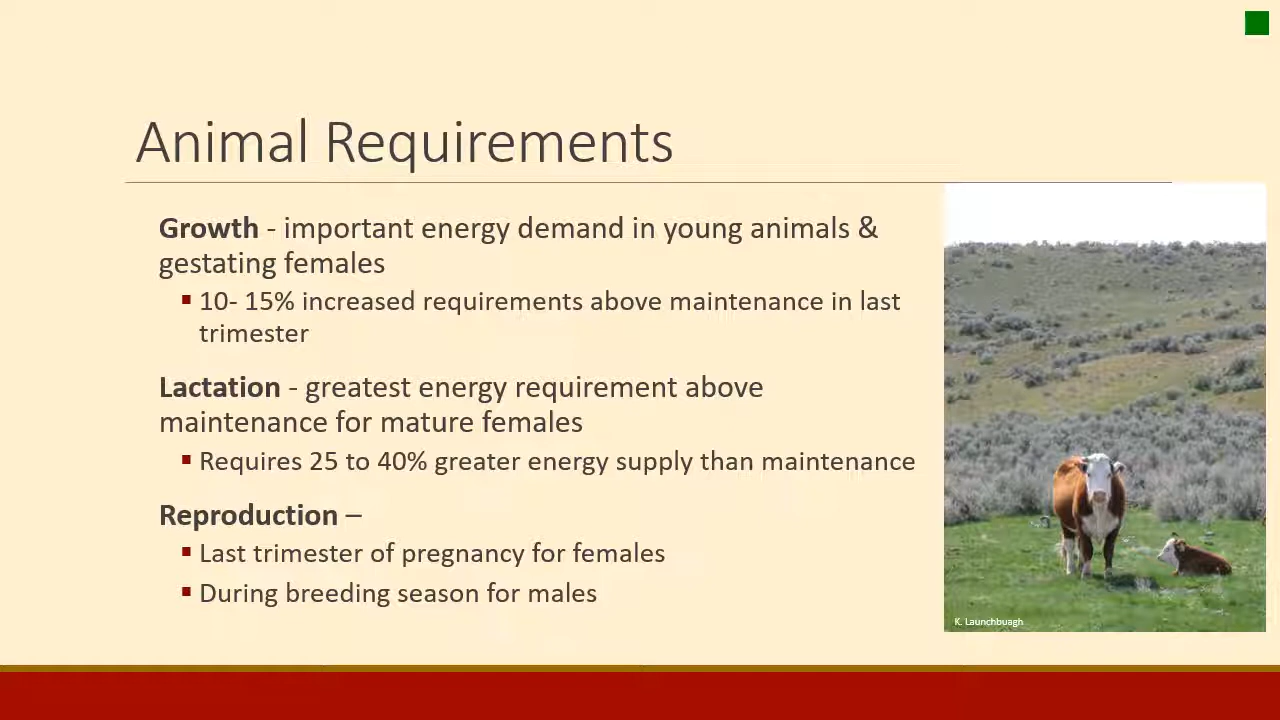 Animal Requirements
Growth - important energy demand in young animals &
gestating females
▪ 10- 15% increased requirements above maintenance in last
trimester
Lactation - greatest energy requirement above
maintenance for mature females
▪ Requires 25 to 40% greater energy supply than maintenance
Reproduction –
▪ Last trimester of pregnancy for females
▪ During breeding season for males
K. Launchbuagh